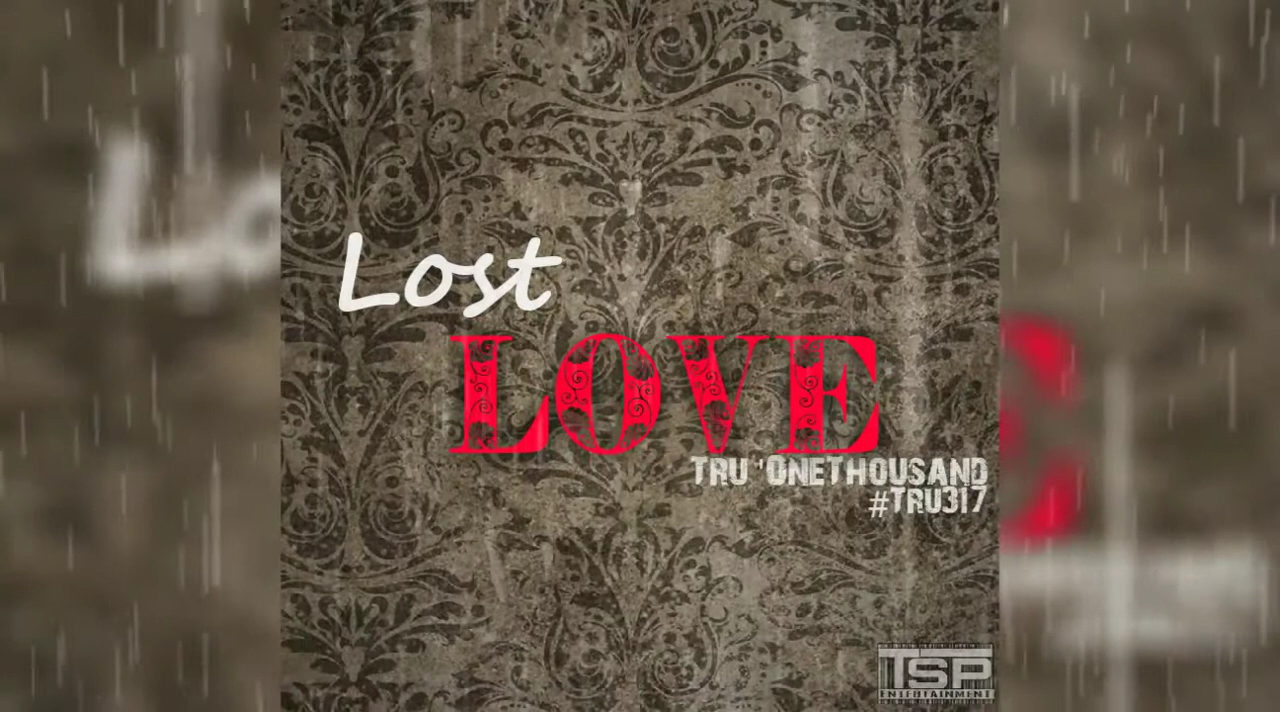 Lost
LOVE
TRU 'ONETHOUSAND
#TRU317
TSP
ENTERTAINMENT